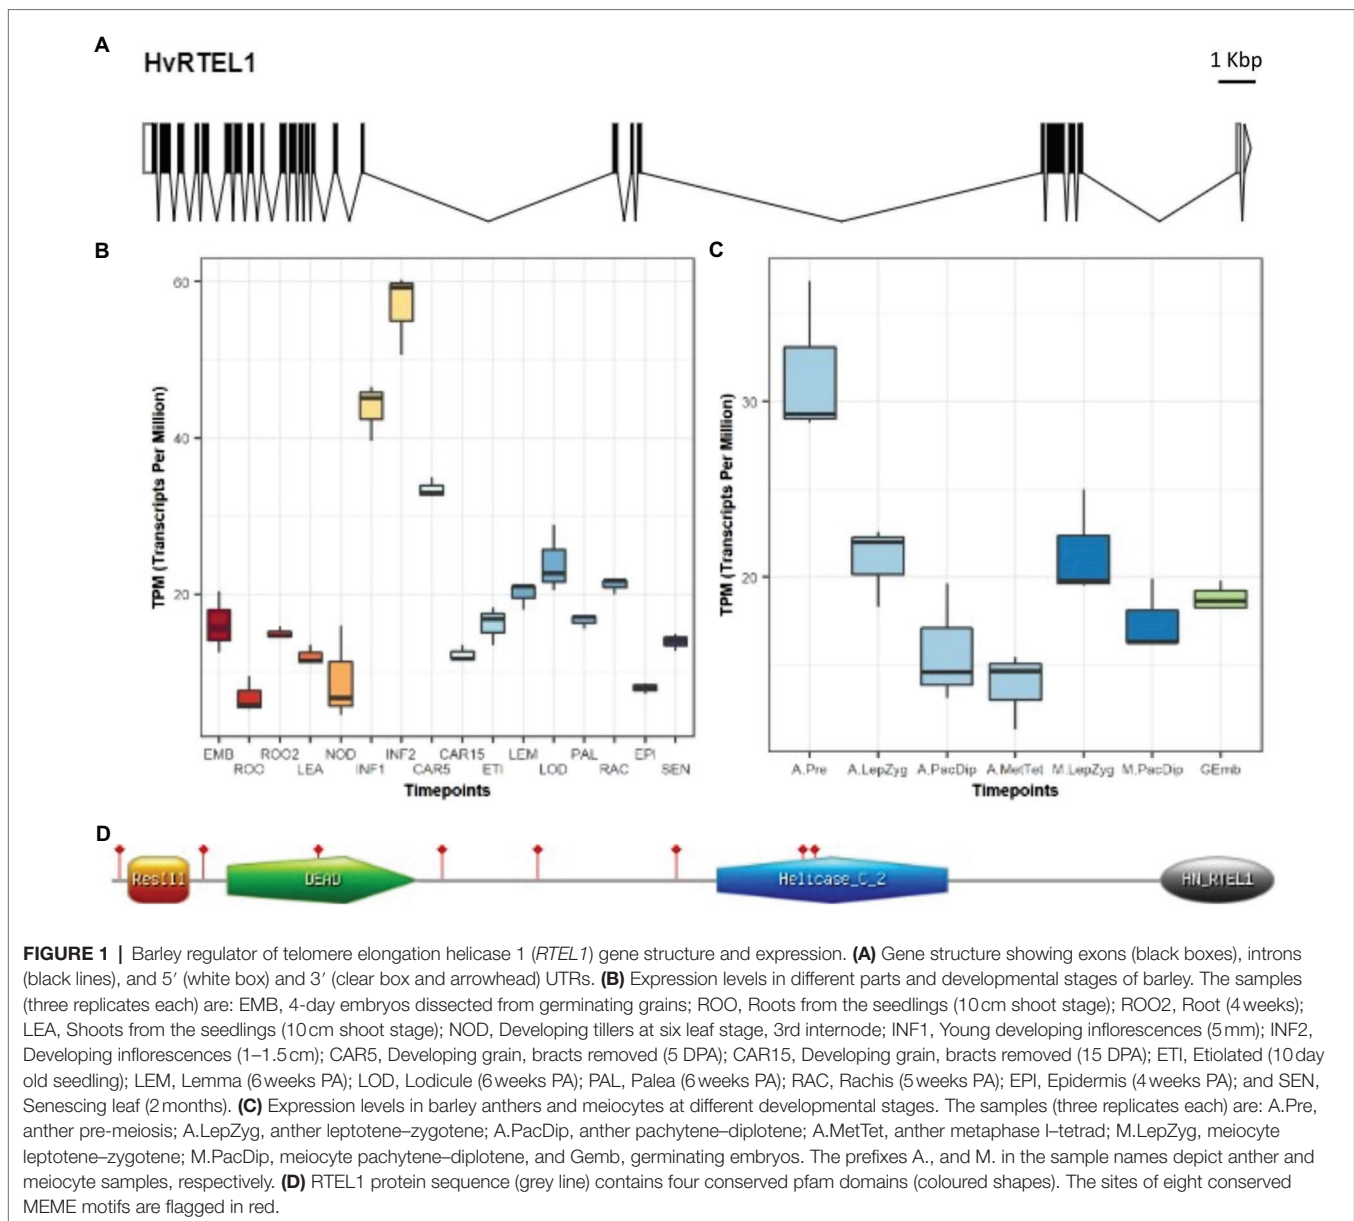 A
HvRTEL1
1 Kbp
B
C
60
40
20
TPM (Transcripts Per Million)
EMB ROO ROO2 LEA NOD INF1 INF2 CAR5 CAR15 ETI LEM LOD PAL RAC EPI SEN
Timepoints
30
20
TPM (Transcripts Per Million)
A.Pre A.LepZyg A.PacDip A.MetTet M.LepZyg M.PacDip GEmb
Timepoints
D
ResIII DEAD Helicase_C_2 HN_RTEL1
FIGURE 1 | Barley regulator of telomere elongation helicase 1 (RTEL1) gene structure and expression. (A) Gene structure showing exons (black boxes), introns
(black lines), and 5′ (white box) and 3′ (clear box and arrowhead) UTRs. (B) Expression levels in different parts and developmental stages of barley. The samples
(three replicates each) are: EMB, 4-day embryos dissected from germinating grains; ROO, Roots from the seedlings (10 cm shoot stage); ROO2, Root (4 weeks);
LEA, Shoots from the seedlings (10 cm shoot stage); NOD, Developing tillers at six leaf stage, 3rd internode; INF1, Young developing inflorescences (5 mm); INF2,
Developing inflorescences (1–1.5 cm); CAR5, Developing grain, bracts removed (5 DPA); CAR15, Developing grain, bracts removed (15 DPA); ETI, Etiolated (10 day
old seedling); LEM, Lemma (6 weeks PA); LOD, Lodicule (6 weeks PA); PAL, Palea (6 weeks PA); RAC, Rachis (5 weeks PA); EPI, Epidermis (4 weeks PA); and SEN,
Senescing leaf (2 months). (C) Expression levels in barley anthers and meiocytes at different developmental stages. The samples (three replicates each) are: A.Pre,
anther pre-meiosis; A.LepZyg, anther leptotene–zygotene; A.PacDip, anther pachytene–diplotene; A.MetTet, anther metaphase I–tetrad; M.LepZyg, meiocyte
leptotene–zygotene; M.PacDip, meiocyte pachytene–diplotene, and Gemb, germinating embryos. The prefixes A., and M. in the sample names depict anther and
meiocyte samples, respectively. (D) RTEL1 protein sequence (grey line) contains four conserved pfam domains (coloured shapes). The sites of eight conserved
MEME motifs are flagged in red.